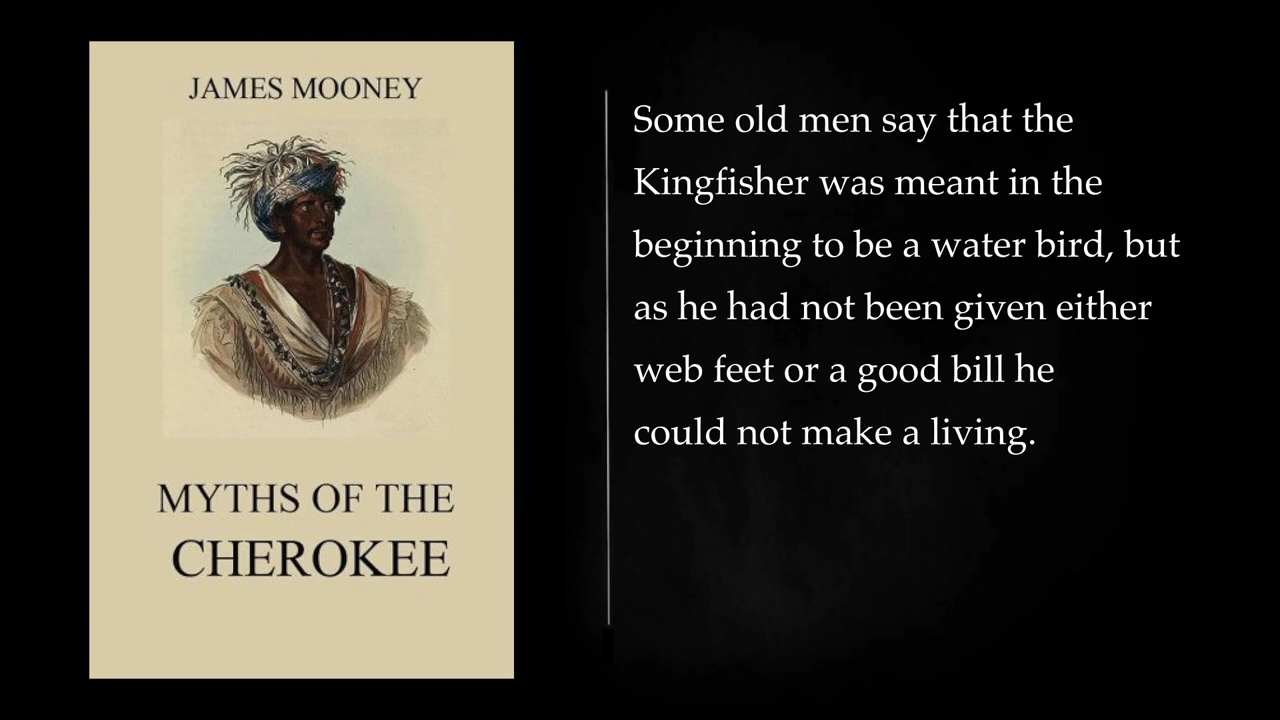 JAMES MOONEY
MYTHS OF THE
CHEROKEE
Some old men say that the
Kingfisher was meant in the
beginning to be a water bird, but
as he had not been given either
web feet or a good bill he
could not make a living.